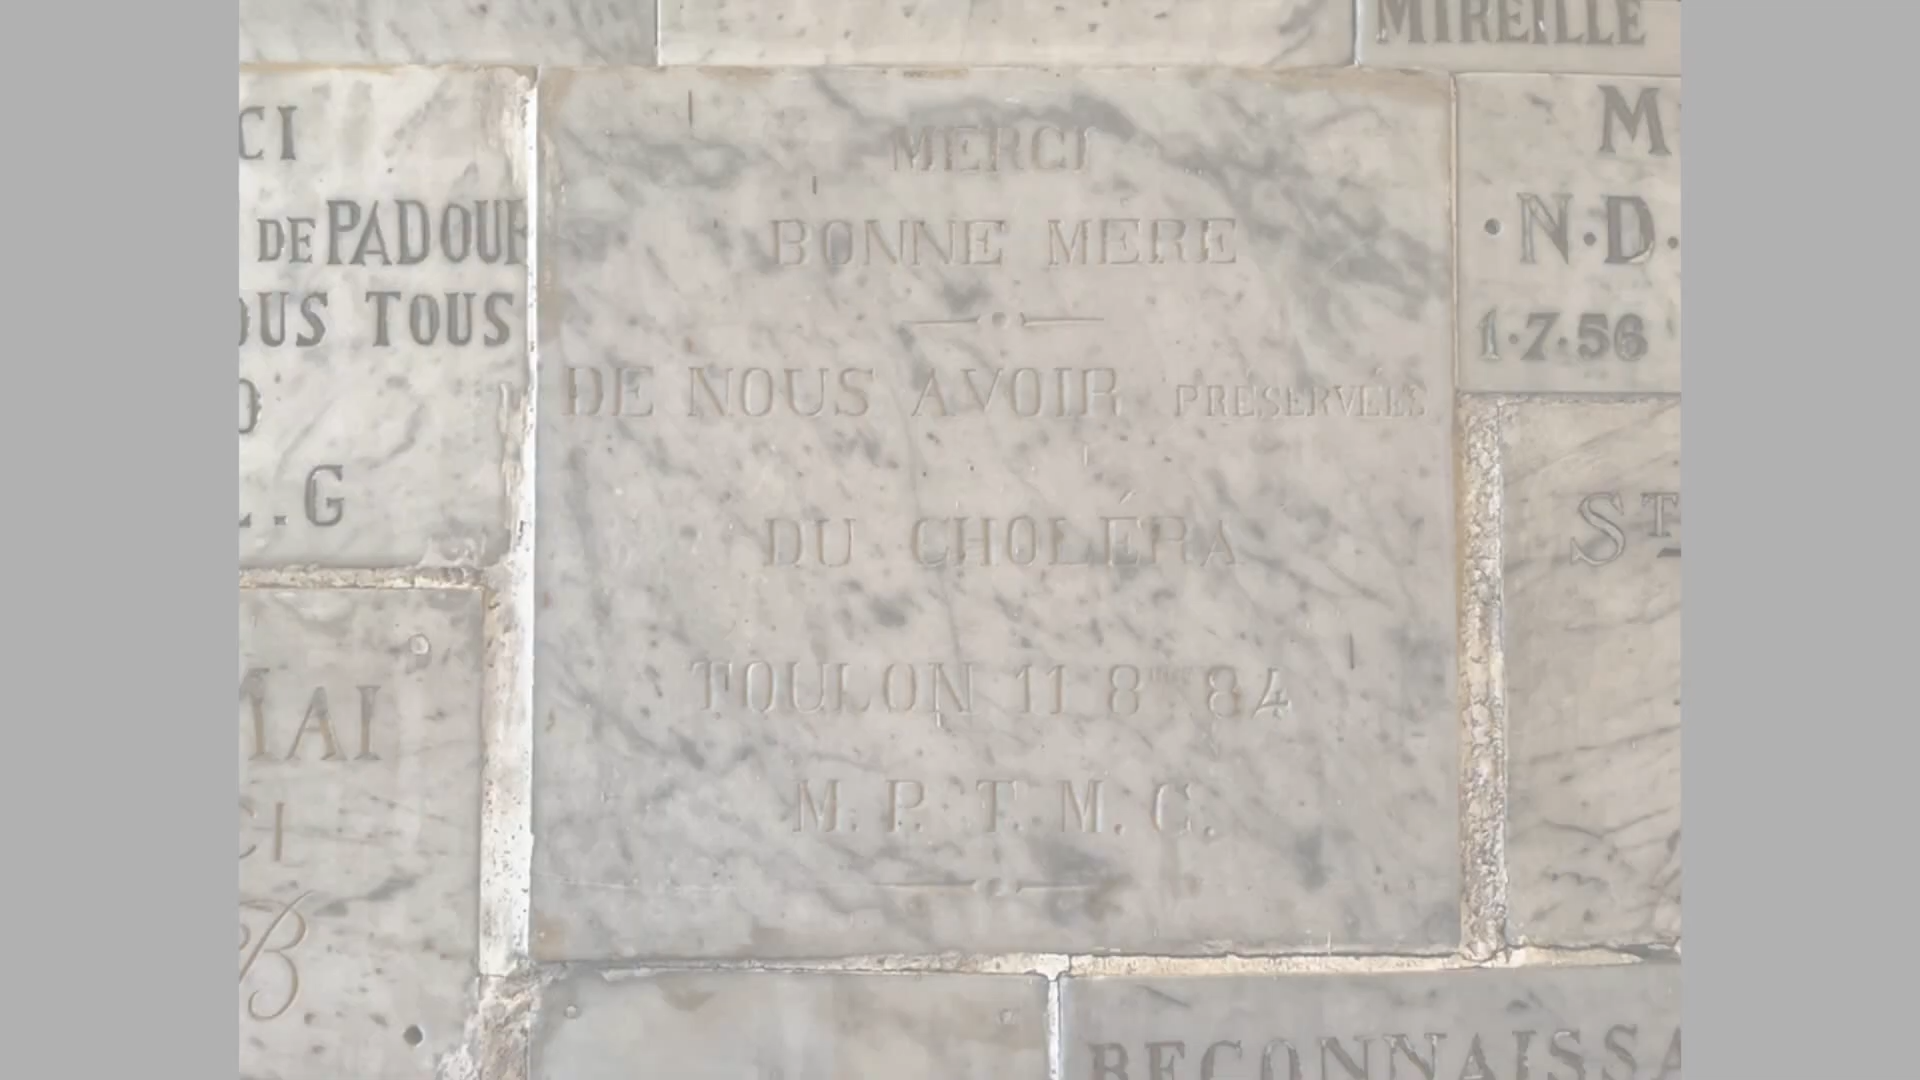 MIREILLE
CI
DE PADOUE
OUS TOUS
.G
MERCI
BONNE MERE
DE NOUS AVOIR PRÉSERVÉES
DU CHOLÉRA
TOULON 11 8BRE 84
M. P. T. M. C.
M
·N·D·
1·7·56
ST
MAI
CI
B
RECONNAISSA